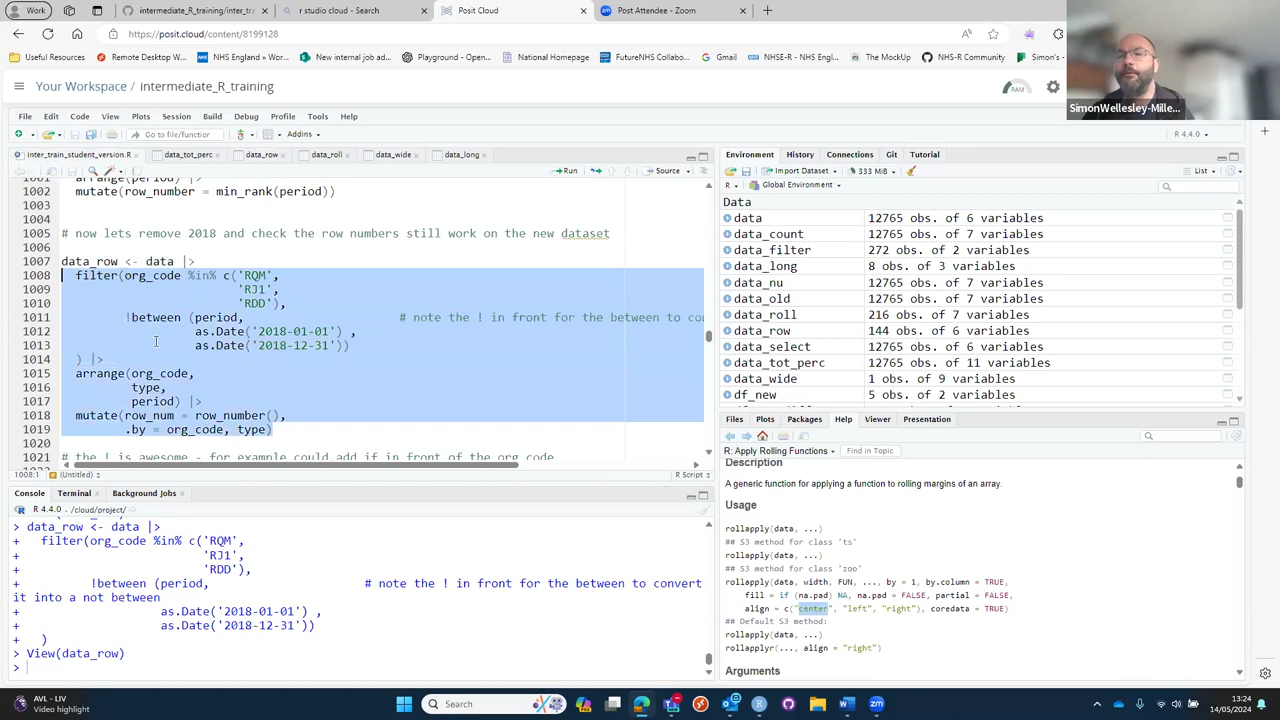 Work
intermediate_R_training/inter_tra
south cloud - Search
Posit Cloud
Post Attendee - Zoom
https://posit.cloud/content/8199128
Useful Resources
Remote Desktop W...
NHS England > Wor...
New internal job ad...
Playground - Ope...
National Homepage
FutureNHS Collabo...
NHSE-R
The MockUp
NHS-R Community
Simon's
Your Workspace / intermediate_R_training
RAM
SimonWellesley-Mille...
File Edit Code View Plots Session Build Debug Profile Tools Help
Go to file/function
Addins
R 4.4.0
inter_train_student_version.R
data_tot_perc
data_row
data_roll
data_wide
data_long
Run
Source
1002 mutate(row_number = min_rank(period))
1003
1004
1005 # now lets remove 2018 and check the row numbers still work on the new dataset
1006
1007 data_row <- data |>
1008 filter(org_code %in% c('RQM',
1009 'RJ1',
1010 'RDD'),
1011 !between (period, # note the ! in front for the between to con
1012 as.Date('2018-01-01') ,
1013 as.Date('2018-12-31'))
1014 ) |>
1015 arrange(org_code,
1016 type,
1017 period) |>
1018 mutate(row_num = row_number(),
1019 .by = org_code, type)
1020
1021 # the ! is awesome - for example could add if in front of the org code
1008:1 (Untitled)
R Script
Console Terminal Background Jobs
R 4.4.0 · /cloud/project/
> data_row <- data |>
+ filter(org_code %in% c('RQM',
+ 'RJ1',
+ 'RDD'),
+ !between (period, # note the ! in front for the between to convert
it into a not between
+ as.Date('2018-01-01') ,
+ as.Date('2018-12-31'))
+ )
> View(data_row)
>
Environment History Connections Git Tutorial
Import Dataset
333 MiB
List
R Global Environment
Data
data 12765 obs. of 6 variables
data_count 12765 obs. of 7 variables
data_filter 272 obs. of 2 variables
data_long 8 obs. of 3 variables
data_nu 12765 obs. of 7 variables
data_old 12765 obs. of 7 variables
data_roll 216 obs. of 6 variables
data_row 144 obs. of 6 variables
data_select 12765 obs. of 6 variables
data_tot_perc 12765 obs. of 11 variables
data_wide 1 obs. of 9 variables
df_new 5 obs. of 2 variables
Files Plots Packages Help Viewer Presentation
R: Apply Rolling Functions
Find in Topic
Description
A generic function for applying a function to rolling margins of an array.
Usage
rollapply(data, ...)
## S3 method for class 'ts'
rollapply(data, ...)
## S3 method for class 'zoo'
rollapply(data, width, FUN, ..., by = 1, by.column = TRUE,
fill = if (na.pad) NA, na.pad = FALSE, partial = FALSE,
align = c("center", "left", "right"), coredata = TRUE)
## Default S3 method:
rollapply(data, ...)
rollapplyr(..., align = "right")
Arguments
AVL - LIV
Video highlight
Search
13:24
14/05/2024